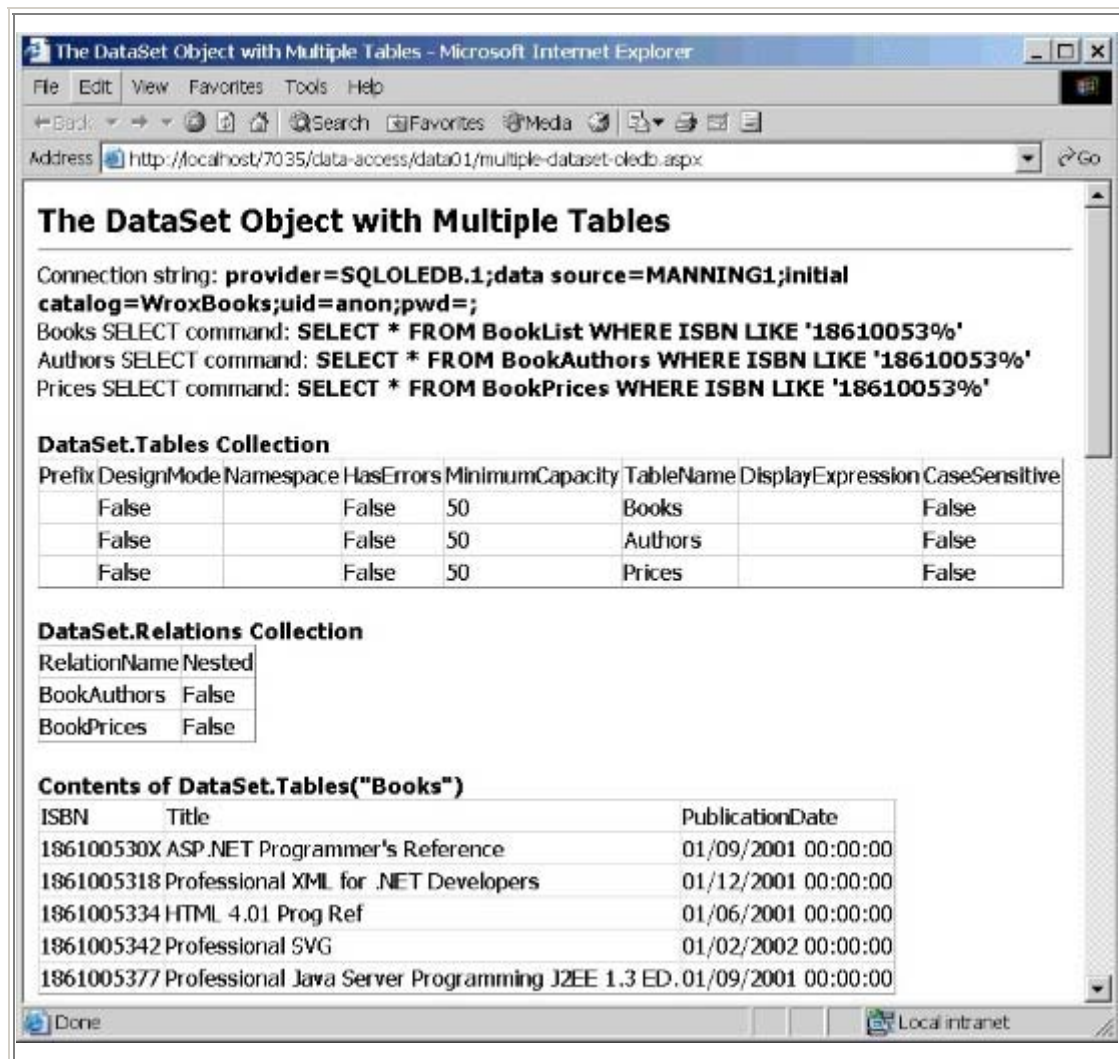 The DataSet Object with Multiple Tables - Microsoft Internet Explorer
File Edit View Favorites Tools Help
Back Search Favorites Media
Address http://localhost/7035/data-access/data01/multiple-dataset-oledb.aspx Go
The DataSet Object with Multiple Tables
Connection string: provider=SQLOLEDB.1;data source=MANNING1;initial
catalog=WroxBooks;uid=anon;pwd=;
Books SELECT command: SELECT * FROM BookList WHERE ISBN LIKE '18610053%'
Authors SELECT command: SELECT * FROM BookAuthors WHERE ISBN LIKE '18610053%'
Prices SELECT command: SELECT * FROM BookPrices WHERE ISBN LIKE '18610053%'
DataSet.Tables Collection
Prefix DesignMode Namespace HasErrors MinimumCapacity TableName DisplayExpression CaseSensitive
False False 50 Books False
False False 50 Authors False
False False 50 Prices False
DataSet.Relations Collection
RelationName Nested
BookAuthors False
BookPrices False
Contents of DataSet.Tables("Books")
ISBN Title PublicationDate
186100530X ASP.NET Programmer's Reference 01/09/2001 00:00:00
1861005318 Professional XML for .NET Developers 01/12/2001 00:00:00
1861005334 HTML 4.01 Prog Ref 01/06/2001 00:00:00
1861005342 Professional SVG 01/02/2002 00:00:00
1861005377 Professional Java Server Programming J2EE 1.3 ED. 01/09/2001 00:00:00
Done Local intranet